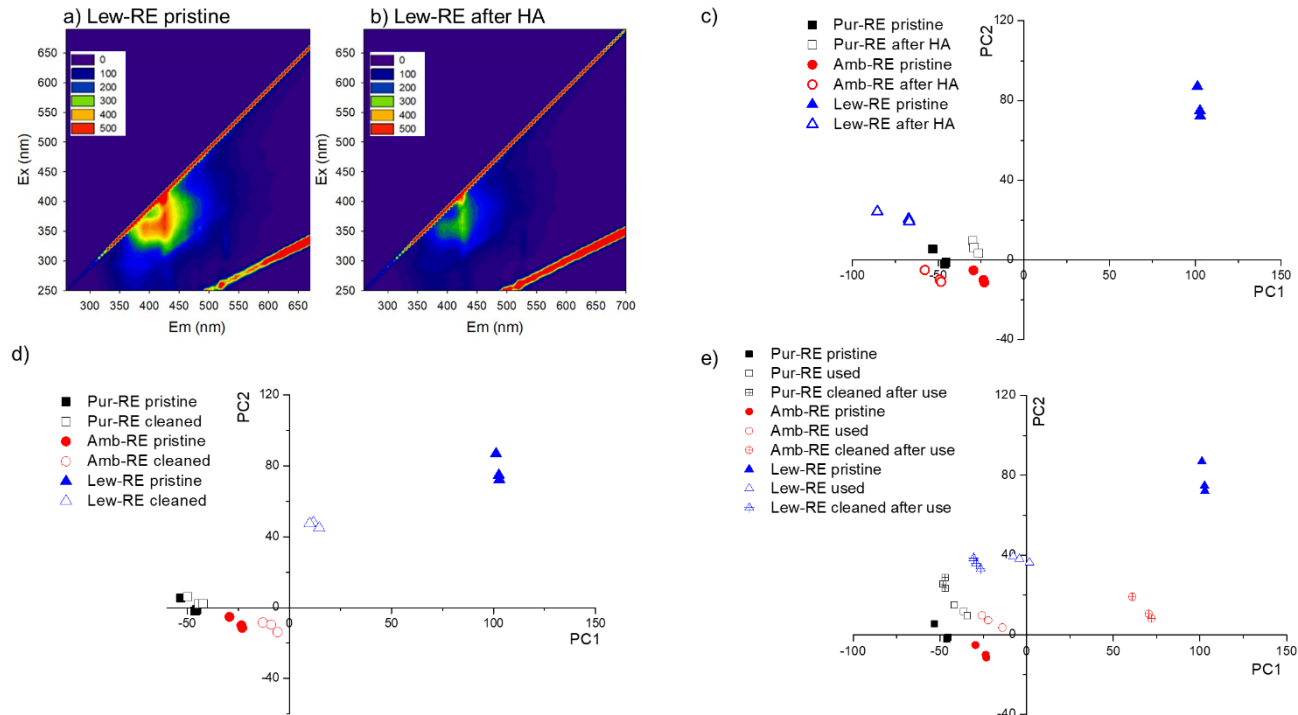 a) Lew-RE pristine
650
600
550
500
450
400
350
300
250
Ex (nm)
0
100
200
300
400
500
300 350 400 450 500 550 600 650
Em (nm)
b) Lew-RE after HA
650
600
550
500
450
400
350
300
250
Ex (nm)
0
100
200
300
400
500
300 350 400 450 500 550 600 650 700
Em (nm)
c)
Pur-RE pristine
Pur-RE after HA
Amb-RE pristine
Amb-RE after HA
Lew-RE pristine
Lew-RE after HA
PC2
120
80
40
0
-40
-100 -50 0 50 100 150
PC1
d)
Pur-RE pristine
Pur-RE cleaned
Amb-RE pristine
Amb-RE cleaned
Lew-RE pristine
Lew-RE cleaned
PC2
120
80
40
0
-40
-50 0 50 100 150
PC1
e)
Pur-RE pristine
Pur-RE used
Pur-RE cleaned after use
Amb-RE pristine
Amb-RE used
Amb-RE cleaned after use
Lew-RE pristine
Lew-RE used
Lew-RE cleaned after use
PC2
120
80
40
0
-40
-100 -50 0 50 100 150
PC1